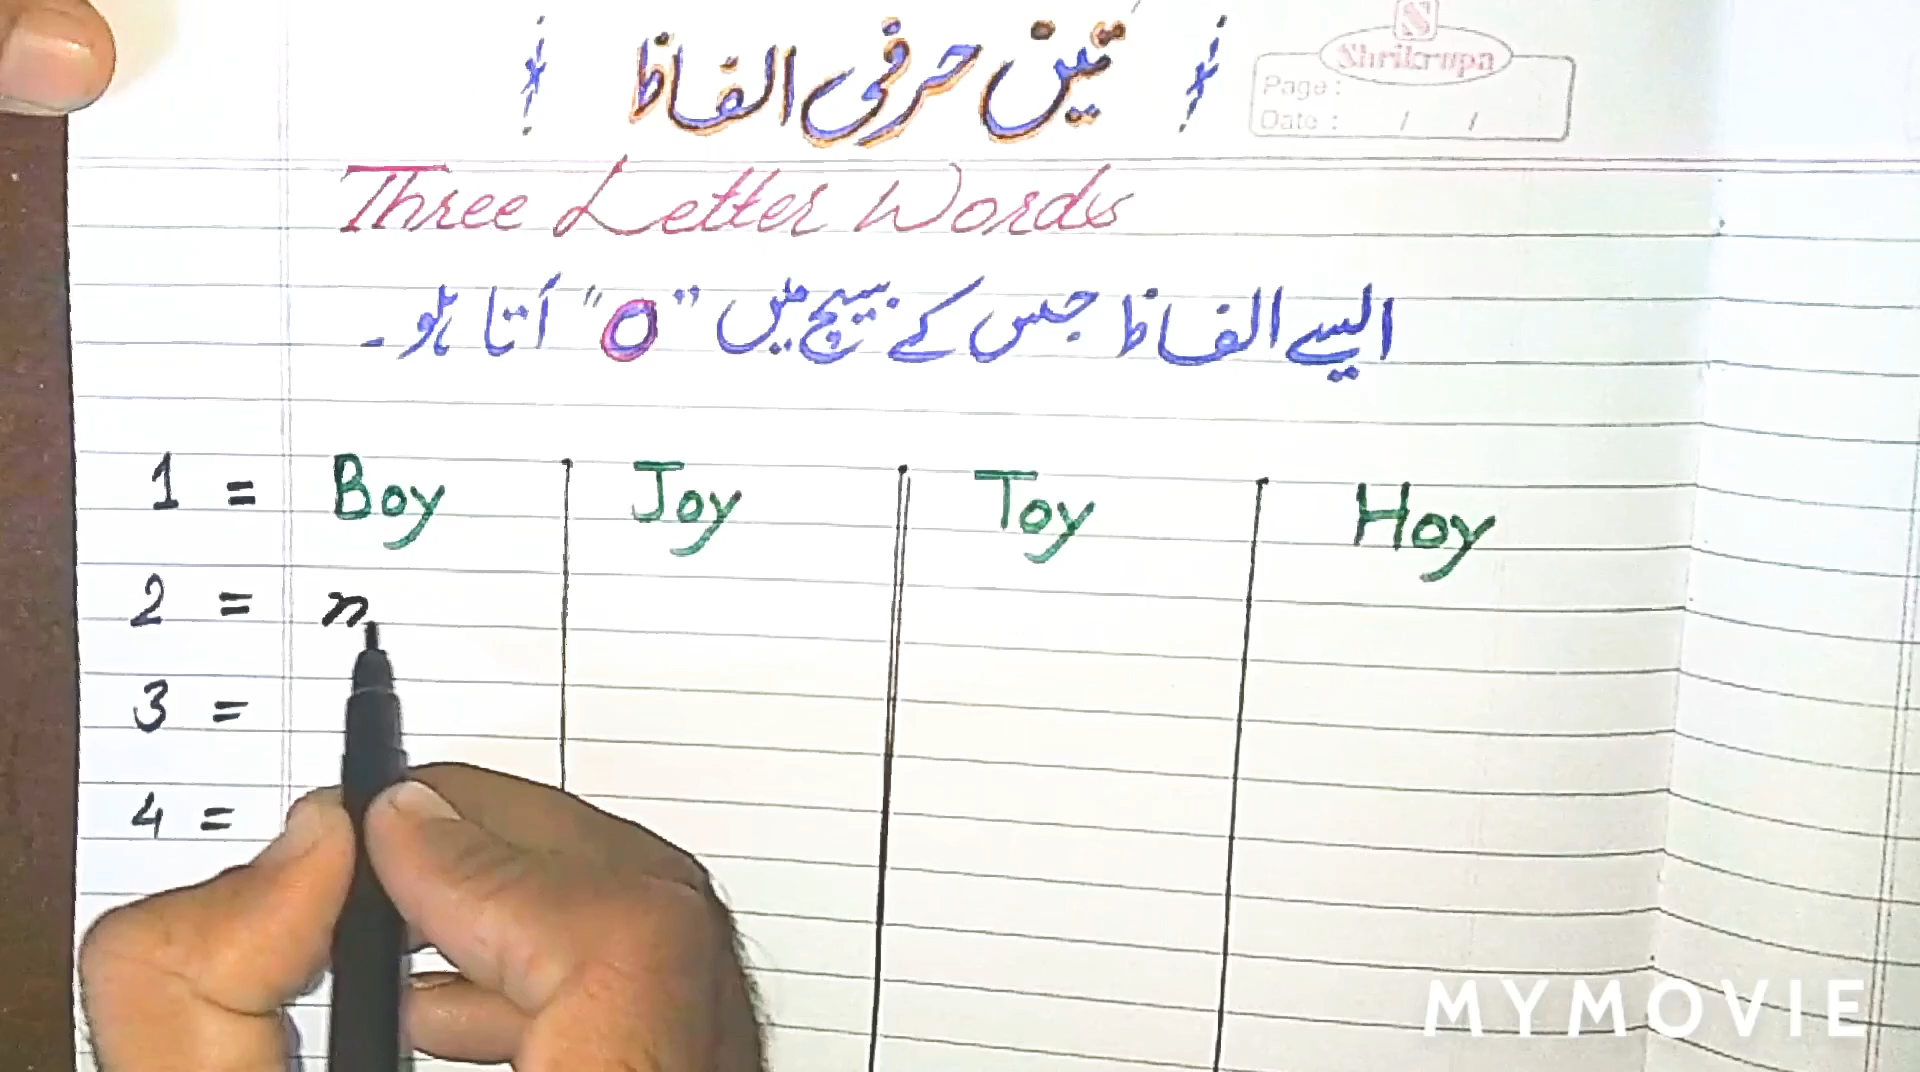 تین حرفی الفاظ
Shrikrupa
Page :
Date : / /
Three Letter Words
ایسے الفاظ جس کے بیچ میں "O" آتا ہو۔
1 = Boy Joy Toy Hoy
2 = n
3 =
4 =
MYMOVIE